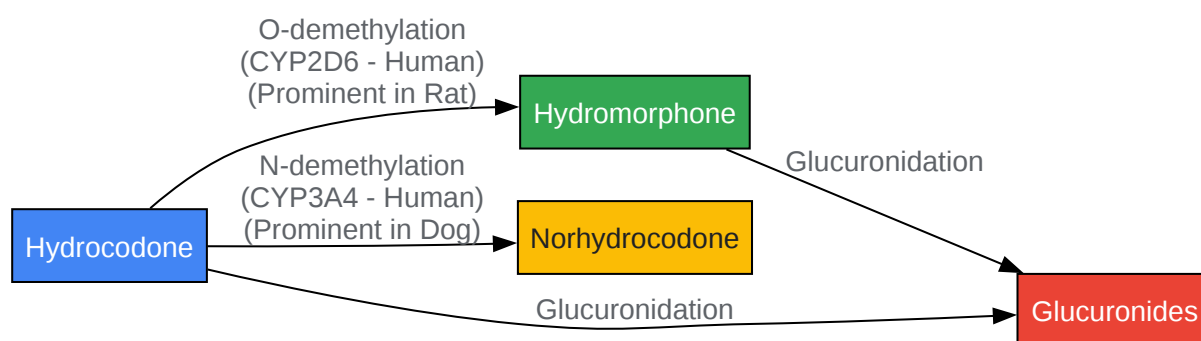 O-demethylation
(CYP2D6 - Human)
(Prominent in Rat)
Hydromorphone
Glucuronidation
N-demethylation
(CYP3A4 - Human)
(Prominent in Dog)
Hydrocodone
Norhydrocodone
Glucuronidation
Glucuronides